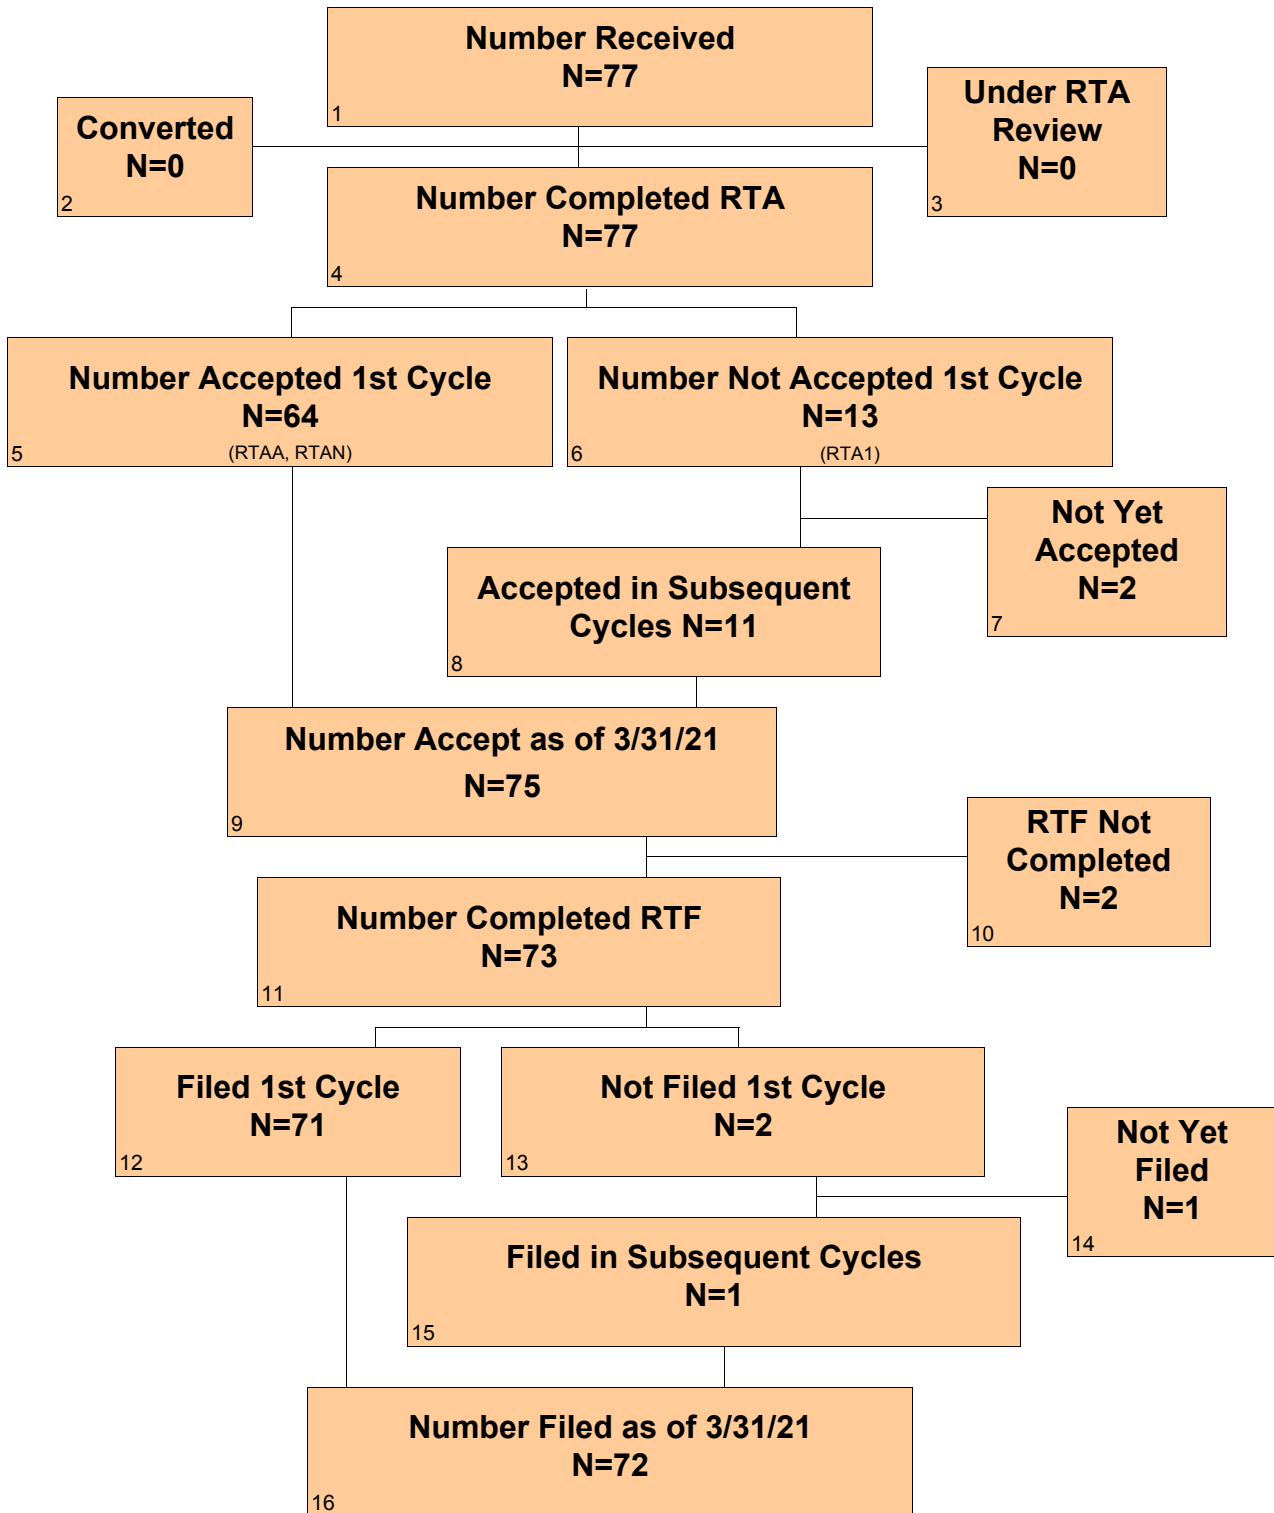 Number Received
N=77
1
Converted
N=0
2
Under RTA
Review
N=0
3
Number Completed RTA
N=77
4
Number Accepted 1st Cycle
N=64
(RTAA, RTAN)
5
Number Not Accepted 1st Cycle
N=13
(RTA1)
6
Not Yet
Accepted
N=2
7
Accepted in Subsequent
Cycles N=11
8
Number Accept as of 3/31/21
N=75
9
RTF Not
Completed
N=2
10
Number Completed RTF
N=73
11
Filed 1st Cycle
N=71
12
Not Filed 1st Cycle
N=2
13
Not Yet
Filed
N=1
14
Filed in Subsequent Cycles
N=1
15
Number Filed as of 3/31/21
N=72
16